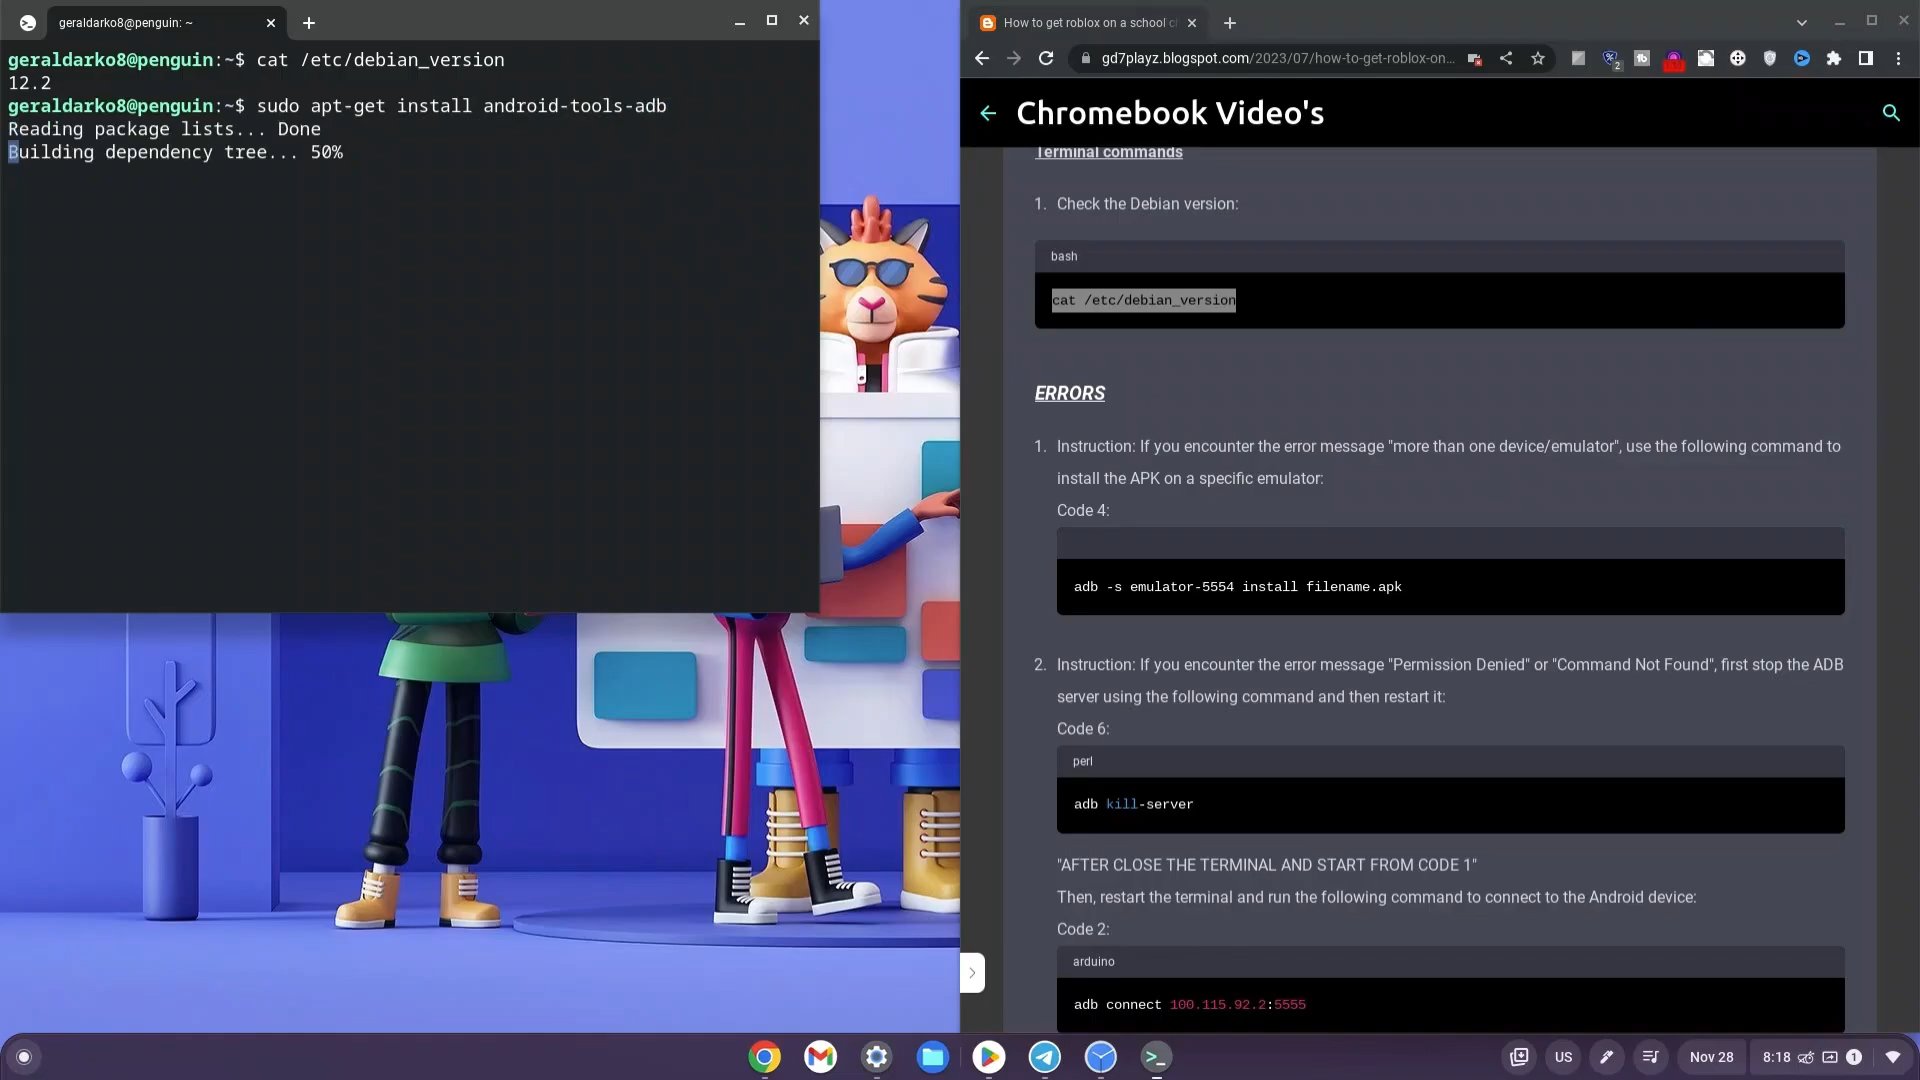 geraldarko8@penguin: ~
geraldarko8@penguin:~$ cat /etc/debian_version
12.2
geraldarko8@penguin:~$ sudo apt-get install android-tools-adb
Reading package lists... Done
Building dependency tree... 50%
How to get roblox on a school c
gd7playz.blogspot.com/2023/07/how-to-get-roblox-on...
2
Chromebook Video's
Terminal commands
1. Check the Debian version:
bash
cat /etc/debian_version
ERRORS
1. Instruction: If you encounter the error message "more than one device/emulator", use the following command to
install the APK on a specific emulator:
Code 4:
adb -s emulator-5554 install filename.apk
2. Instruction: If you encounter the error message "Permission Denied" or "Command Not Found", first stop the ADB
server using the following command and then restart it:
Code 6:
perl
adb kill-server
"AFTER CLOSE THE TERMINAL AND START FROM CODE 1"
Then, restart the terminal and run the following command to connect to the Android device:
Code 2:
arduino
adb connect 100.115.92.2:5555
US
Nov 28
8:18
1